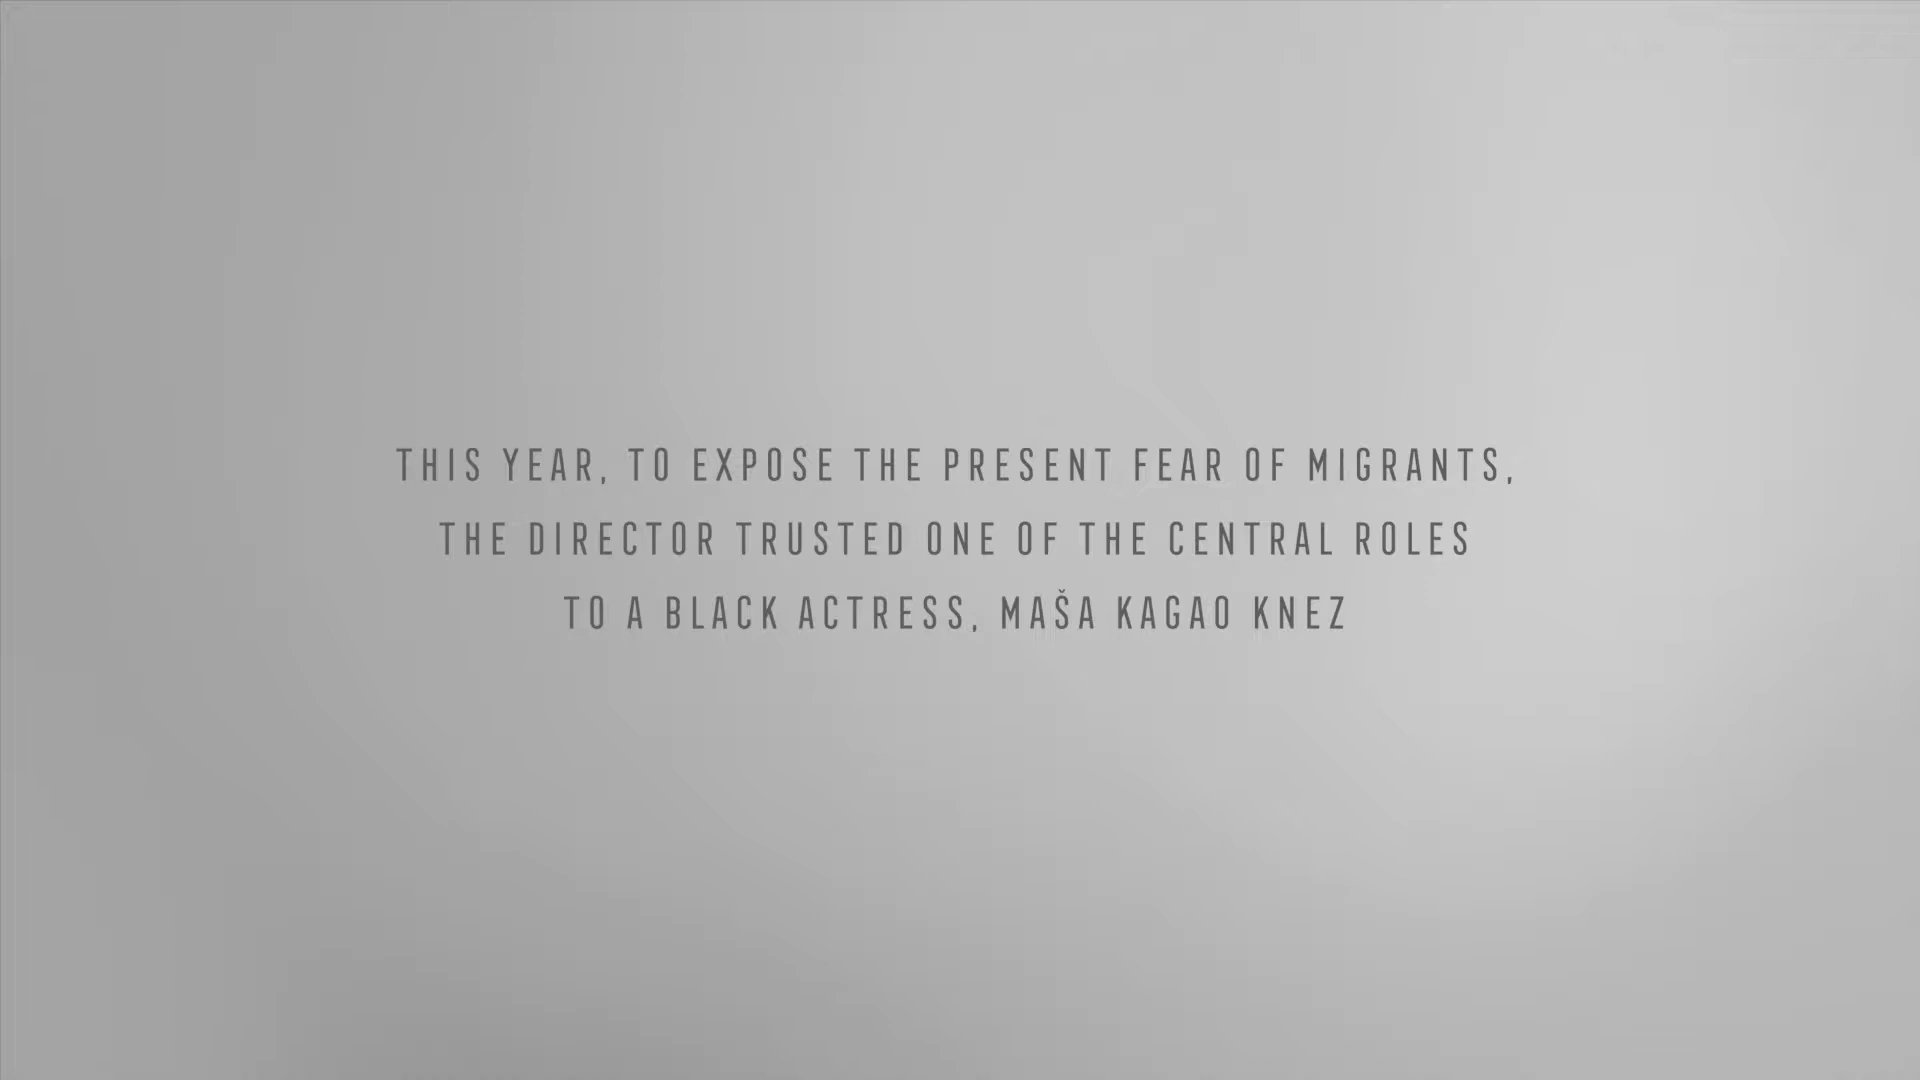 THIS YEAR, TO EXPOSE THE PRESENT FEAR OF MIGRANTS,
THE DIRECTOR TRUSTED ONE OF THE CENTRAL ROLES
TO A BLACK ACTRESS, MAŠA KAGAO KNEZ